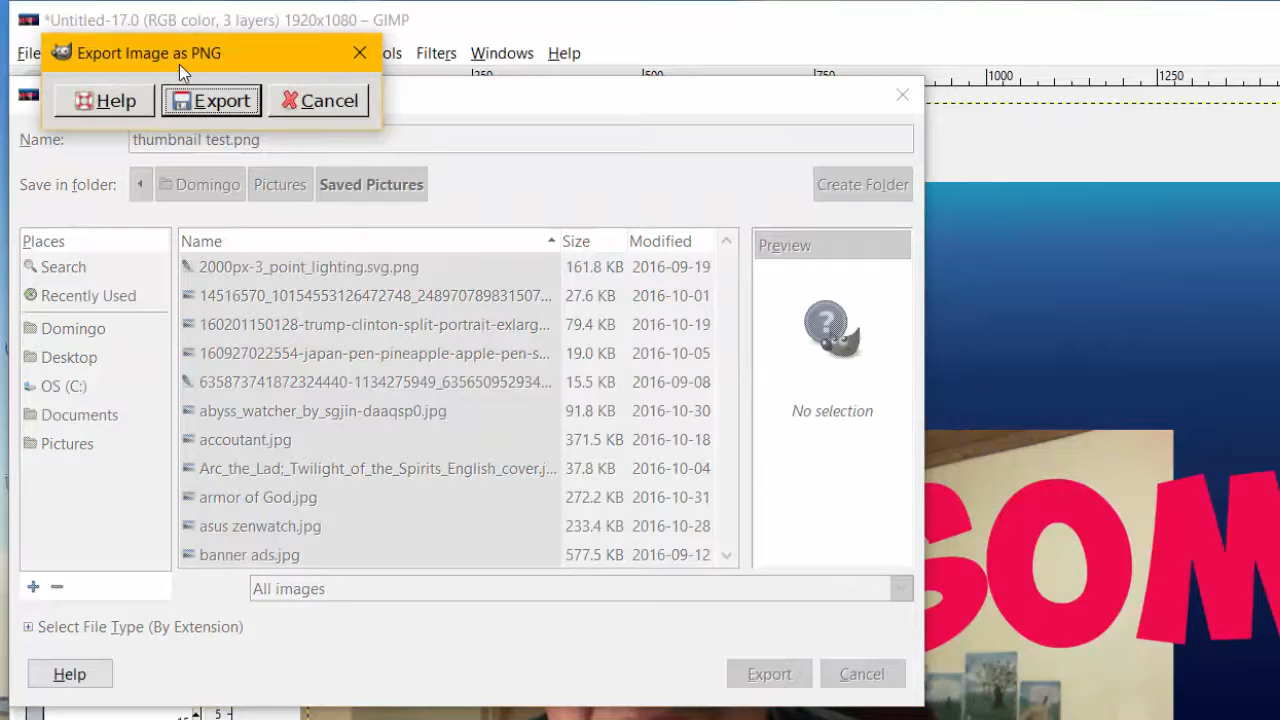 *Untitled-17.0 (RGB color, 3 layers) 1920x1080 – GIMP
File
ols Filters Windows Help
Export Image as PNG
250 500 750 1000 1250
Help Export Cancel
Name: thumbnail test.png
Save in folder: Domingo Pictures Saved Pictures Create Folder
Places
Search
Recently Used
Domingo
Desktop
OS (C:)
Documents
Pictures
Name Size Modified
2000px-3_point_lighting.svg.png 161.8 KB 2016-09-19
14516570_10154553126472748_248970789831507... 27.6 KB 2016-10-01
160201150128-trump-clinton-split-portrait-exlarg... 79.4 KB 2016-10-19
160927022554-japan-pen-pineapple-apple-pen-s... 19.0 KB 2016-10-05
635873741872324440-1134275949_635650952934... 15.5 KB 2016-09-08
abyss_watcher_by_sgjin-daaqsp0.jpg 91.8 KB 2016-10-30
accoutant.jpg 371.5 KB 2016-10-18
Arc_the_Lad;_Twilight_of_the_Spirits_English_cover.j... 37.8 KB 2016-10-04
armor of God.jpg 272.2 KB 2016-10-31
asus zenwatch.jpg 233.4 KB 2016-10-28
banner ads.jpg 577.5 KB 2016-09-12
Preview
No selection
All images
Select File Type (By Extension)
Help Export Cancel
SOM
5